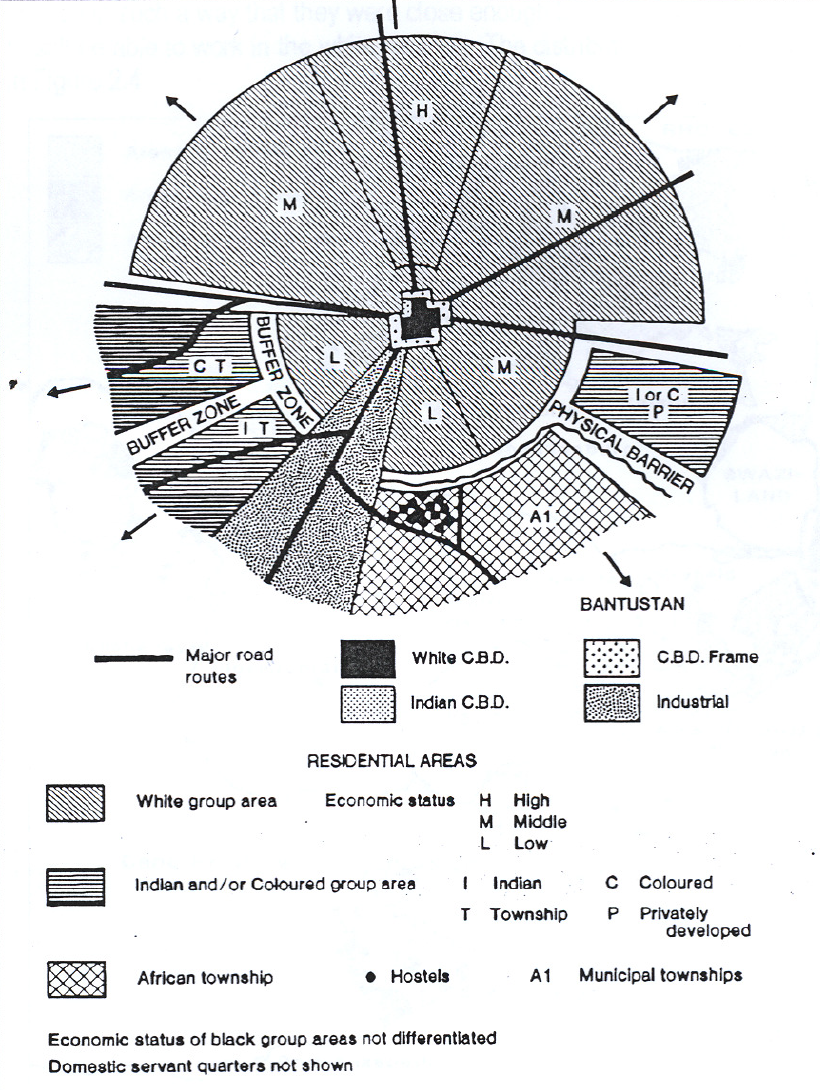 H
M
M
C T
BUFFER ZONE
L
M
I or C
P
BUFFER ZONE
I T
L
PHYSICAL BARRIER
A1
BANTUSTAN
Major road
routes
White C.B.D.
C.B.D. Frame
Indian C.B.D.
Industrial
RESIDENTIAL AREAS
White group area
Economic status
H High
M Middle
L Low
Indian and/or Coloured group area
I Indian
C Coloured
T Township
P Privately
developed
African township
Hostels
A1 Municipal townships
Economic status of black group areas not differentiated
Domestic servant quarters not shown